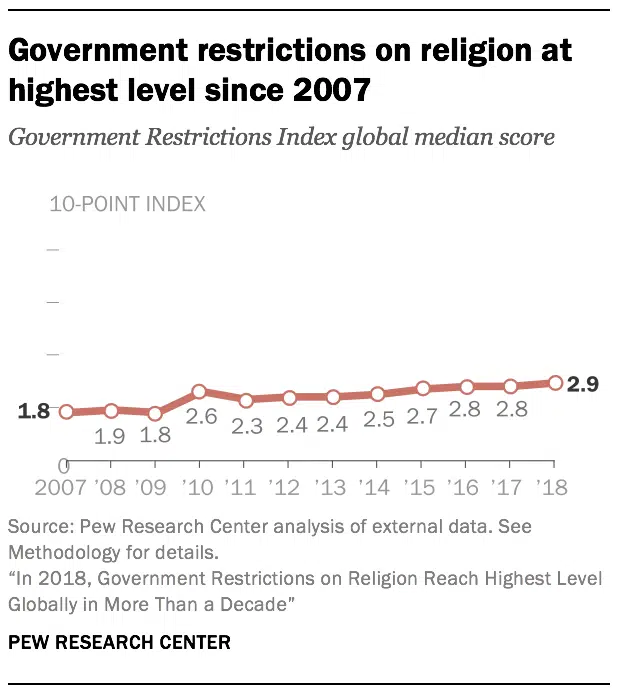 Government restrictions on religion at
highest level since 2007
Government Restrictions Index global median score
10-POINT INDEX
1.8
1.9
1.8
2.6
2.3
2.4
2.4
2.5
2.7
2.8
2.8
2.9
0
2007 ’08 ’09 ’10 ’11 ’12 ’13 ’14 ’15 ’16 ’17 ’18
Source: Pew Research Center analysis of external data. See
Methodology for details.
“In 2018, Government Restrictions on Religion Reach Highest Level
Globally in More Than a Decade”
PEW RESEARCH CENTER